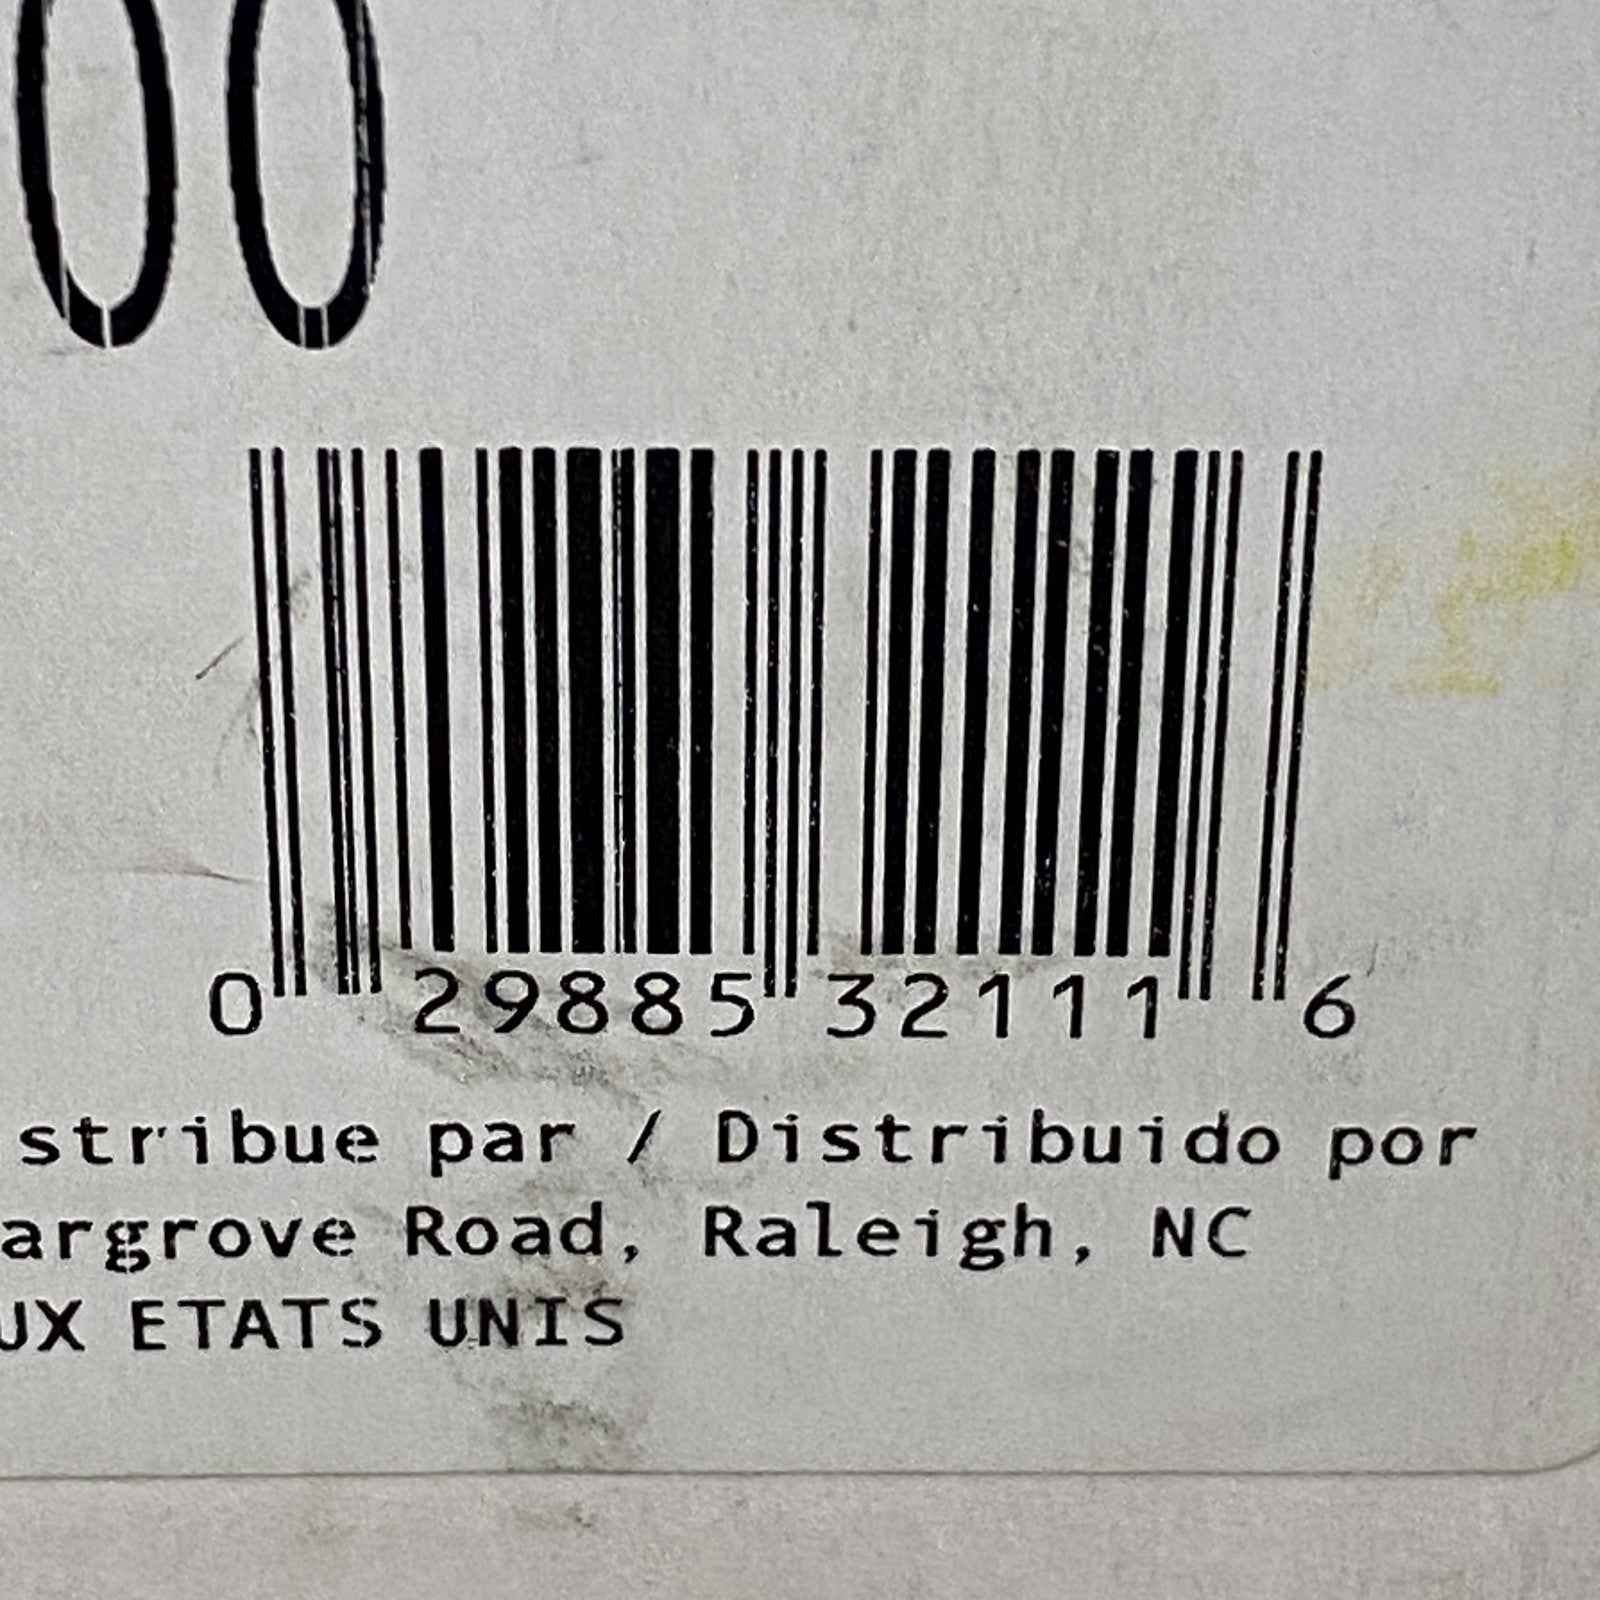 00
0 29885 32111 6
stribue par / Distribuido por
argrove Road, Raleigh, NC
UX ETATS UNIS